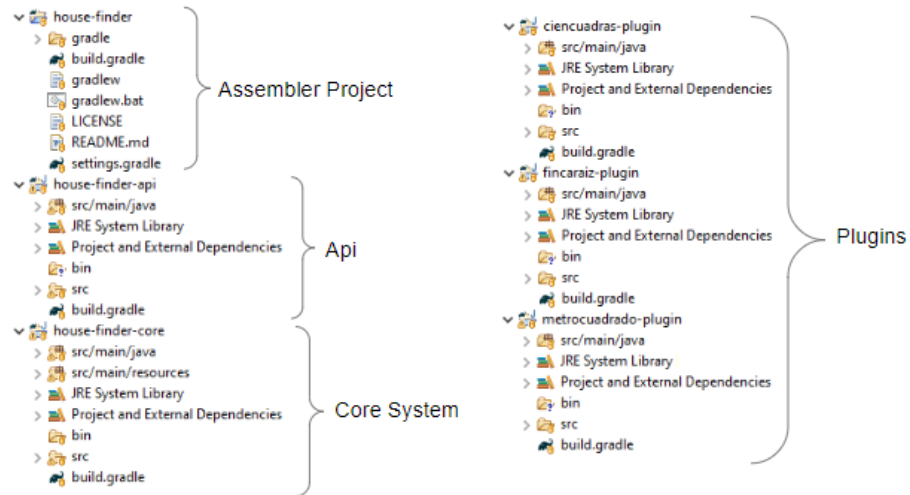 house-finder
gradle
build.gradle
gradlew
gradlew.bat
LICENSE
README.md
settings.gradle
Assembler Project
house-finder-api
src/main/java
JRE System Library
Project and External Dependencies
bin
src
build.gradle
Api
house-finder-core
src/main/java
src/main/resources
JRE System Library
Project and External Dependencies
bin
src
build.gradle
Core System
ciencuadras-plugin
src/main/java
JRE System Library
Project and External Dependencies
bin
src
build.gradle
fincaraiz-plugin
src/main/java
JRE System Library
Project and External Dependencies
bin
src
build.gradle
metrocuadrado-plugin
src/main/java
JRE System Library
Project and External Dependencies
bin
src
build.gradle
Plugins